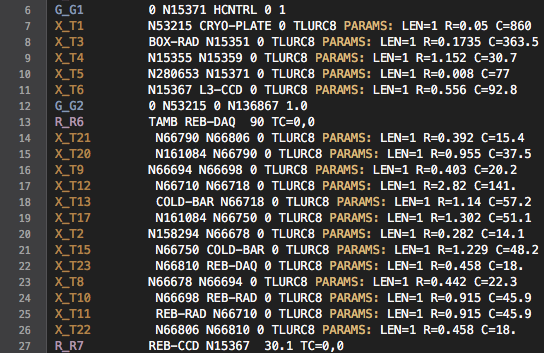 6 G_G1 0 N15371 HCNTRL 0 1
7 X_T1 N53215 CRYO-PLATE 0 TLURC8 PARAMS: LEN=1 R=0.05 C=860
8 X_T3 BOX-RAD N15351 0 TLURC8 PARAMS: LEN=1 R=0.1735 C=363.5
9 X_T4 N15355 N15359 0 TLURC8 PARAMS: LEN=1 R=1.152 C=30.7
10 X_T5 N280653 N15371 0 TLURC8 PARAMS: LEN=1 R=0.008 C=77
11 X_T6 N15367 L3-CCD 0 TLURC8 PARAMS: LEN=1 R=0.556 C=92.8
12 G_G2 0 N53215 0 N136867 1.0
13 R_R6 TAMB REB-DAQ 90 TC=0,0
14 X_T21 N66790 N66806 0 TLURC8 PARAMS: LEN=1 R=0.392 C=15.4
15 X_T20 N161084 N66790 0 TLURC8 PARAMS: LEN=1 R=0.955 C=37.5
16 X_T9 N66694 N66698 0 TLURC8 PARAMS: LEN=1 R=0.403 C=20.2
17 X_T12 N66710 N66718 0 TLURC8 PARAMS: LEN=1 R=2.82 C=141.
18 X_T13 COLD-BAR N66718 0 TLURC8 PARAMS: LEN=1 R=1.14 C=57.2
19 X_T17 N161084 N66750 0 TLURC8 PARAMS: LEN=1 R=1.302 C=51.1
20 X_T2 N158294 N66678 0 TLURC8 PARAMS: LEN=1 R=0.282 C=14.1
21 X_T15 N66750 COLD-BAR 0 TLURC8 PARAMS: LEN=1 R=1.229 C=48.2
22 X_T23 N66810 REB-DAQ 0 TLURC8 PARAMS: LEN=1 R=0.458 C=18.
23 X_T8 N66678 N66694 0 TLURC8 PARAMS: LEN=1 R=0.442 C=22.3
24 X_T10 N66698 REB-RAD 0 TLURC8 PARAMS: LEN=1 R=0.915 C=45.9
25 X_T11 REB-RAD N66710 0 TLURC8 PARAMS: LEN=1 R=0.915 C=45.9
26 X_T22 N66806 N66810 0 TLURC8 PARAMS: LEN=1 R=0.458 C=18.
27 R_R7 REB-CCD N15367 30.1 TC=0,0